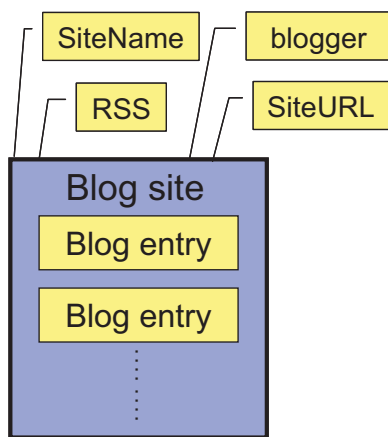 SiteName
blogger
RSS
SiteURL
Blog site
Blog entry
Blog entry